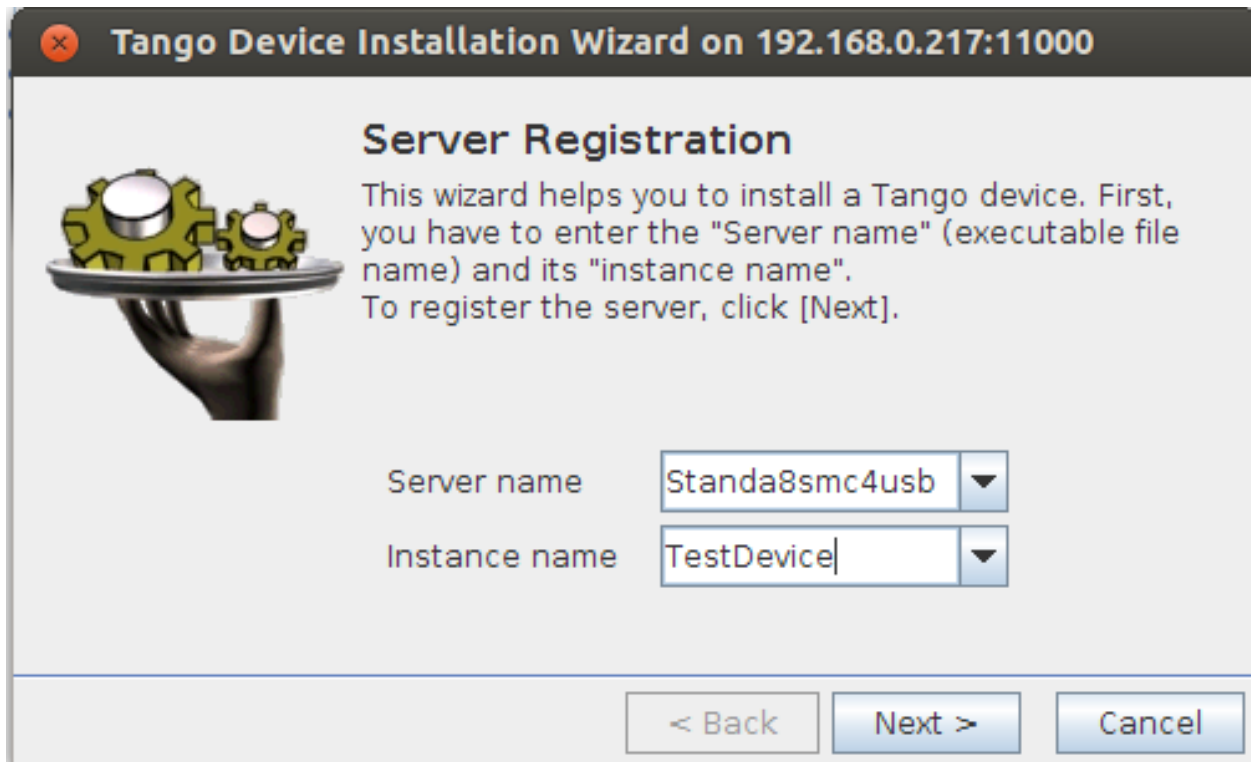 Tango Device Installation Wizard on 192.168.0.217:11000
Server Registration
This wizard helps you to install a Tango device. First,
you have to enter the "Server name" (executable file
name) and its "instance name".
To register the server, click [Next].
Server name Standa8smc4usb
Instance name TestDevice
< Back Next > Cancel